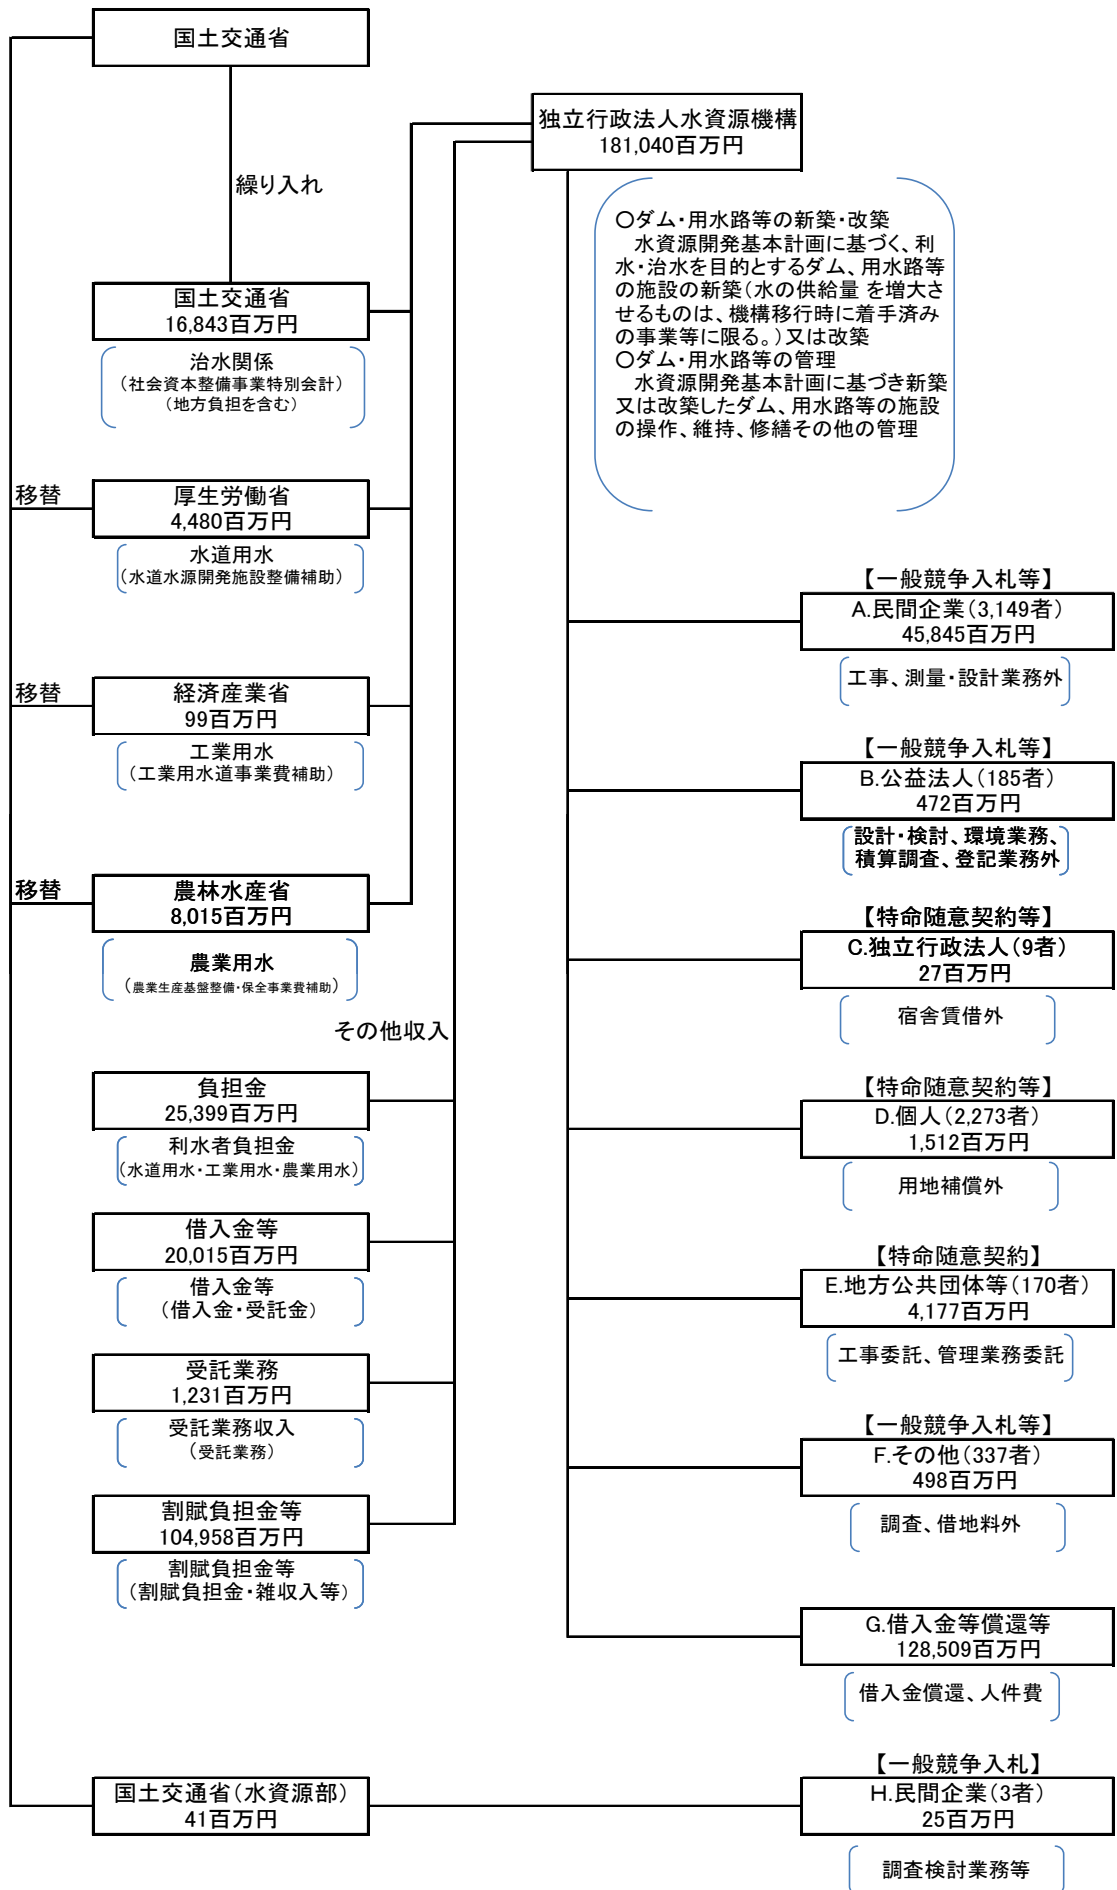 国土交通省
独立行政法人水資源機構
181,040百万円
繰り入れ
○ダム・用水路等の新築・改築
水資源開発基本計画に基づく、利
水・治水を目的とするダム、用水路等
の施設の新築(水の供給量 を増大さ
せるものは、機構移行時に着手済み
の事業等に限る。)又は改築
○ダム・用水路等の管理
水資源開発基本計画に基づき新築
又は改築したダム、用水路等の施設
の操作、維持、修繕その他の管理
国土交通省
16,843百万円
治水関係
(社会資本整備事業特別会計)
(地方負担を含む)
移替
厚生労働省
4,480百万円
水道用水
(水道水源開発施設整備補助)
移替
経済産業省
99百万円
工業用水
(工業用水道事業費補助)
移替
農林水産省
8,015百万円
農業用水
(農業生産基盤整備・保全事業費補助)
その他収入
負担金
25,399百万円
利水者負担金
(水道用水・工業用水・農業用水)
借入金等
20,015百万円
借入金等
(借入金・受託金)
受託業務
1,231百万円
受託業務収入
(受託業務)
割賦負担金等
104,958百万円
割賦負担金等
(割賦負担金・雑収入等)
【一般競争入札等】
A.民間企業(3,149者)
45,845百万円
工事、測量・設計業務外
【一般競争入札等】
B.公益法人(185者)
472百万円
設計・検討、環境業務、
積算調査、登記業務外
【特命随意契約等】
C.独立行政法人(9者)
27百万円
宿舎賃借外
【特命随意契約等】
D.個人(2,273者)
1,512百万円
用地補償外
【特命随意契約】
E.地方公共団体等(170者)
4,177百万円
工事委託、管理業務委託
【一般競争入札等】
F.その他(337者)
498百万円
調査、借地料外
G.借入金等償還等
128,509百万円
借入金償還、人件費
国土交通省(水資源部)
41百万円
【一般競争入札】
H.民間企業(3者)
25百万円
調査検討業務等